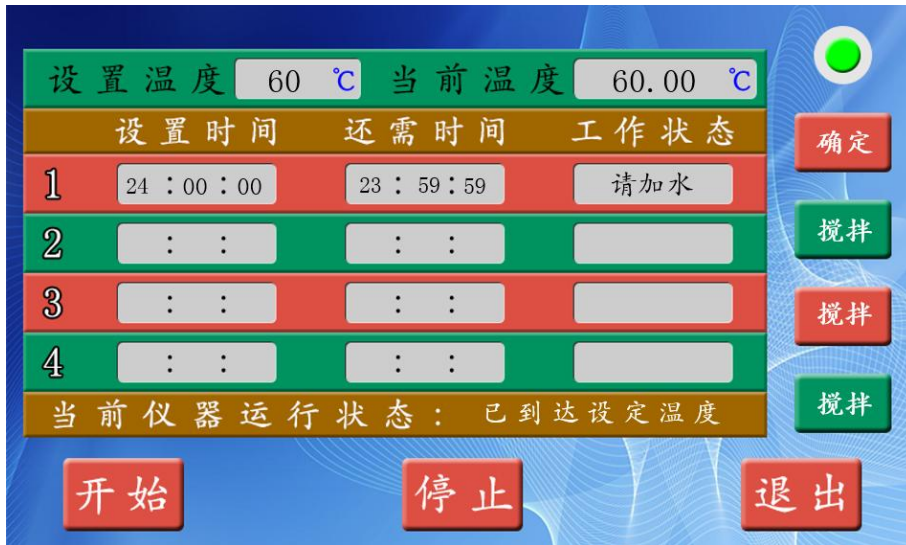 设置温度 60 ℃ 当前温度 60.00 ℃
设置时间 还需时间 工作状态 确定
1 24 : 00 : 00 23 : 59 : 59 请加水
2 : : : : 搅拌
3 : : : : 搅拌
4 : : : :
当前仪器运行状态: 已到达设定温度 搅拌
开始 停止 退出